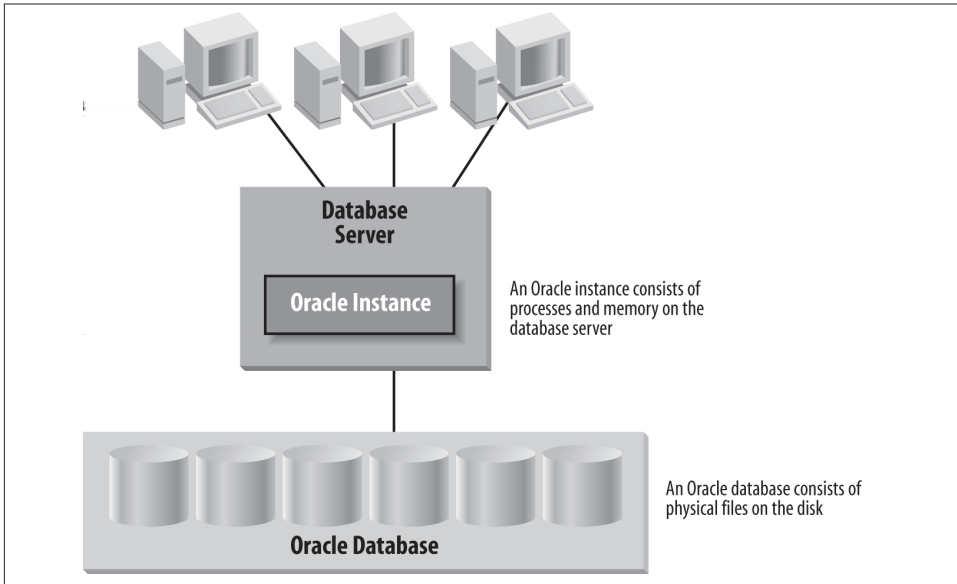 Database
Server
Oracle Instance
An Oracle instance consists of
processes and memory on the
database server
An Oracle database consists of
physical files on the disk
Oracle Database